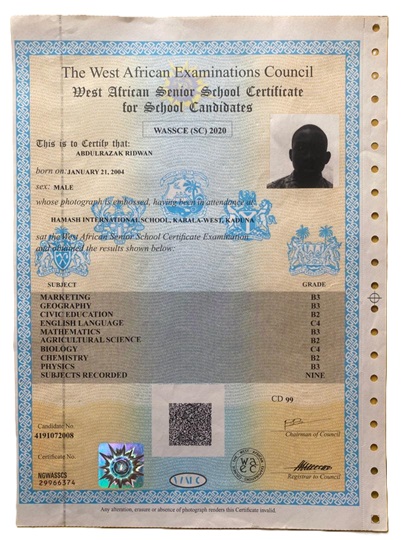 The West African Examinations Council
West African Senior School Certificate
for School Candidates
WASSCE (SC) 2020
This is to Certify that:
ABDULRAZAK RIDWAN
born on: JANUARY 21, 2004
sex: MALE
whose photograph is embossed, having been in attendance at
HAMASH INTERNATIONAL SCHOOL, KABALA-WEST, KADUNA
sat the West African Senior School Certificate Examination
and obtained the results shown below:
SUBJECT GRADE
MARKETING B3
GEOGRAPHY B3
CIVIC EDUCATION B2
ENGLISH LANGUAGE C4
MATHEMATICS B3
AGRICULTURAL SCIENCE B2
BIOLOGY C4
CHEMISTRY B2
PHYSICS B3
SUBJECTS RECORDED NINE
CD 99
Candidate No
4191072008
Chairman of Council
Certificate No.
NGWASSCS
29966374
Registrar to Council
WAEC
Any alteration, erasure or absence of photograph renders this Certificate invalid.